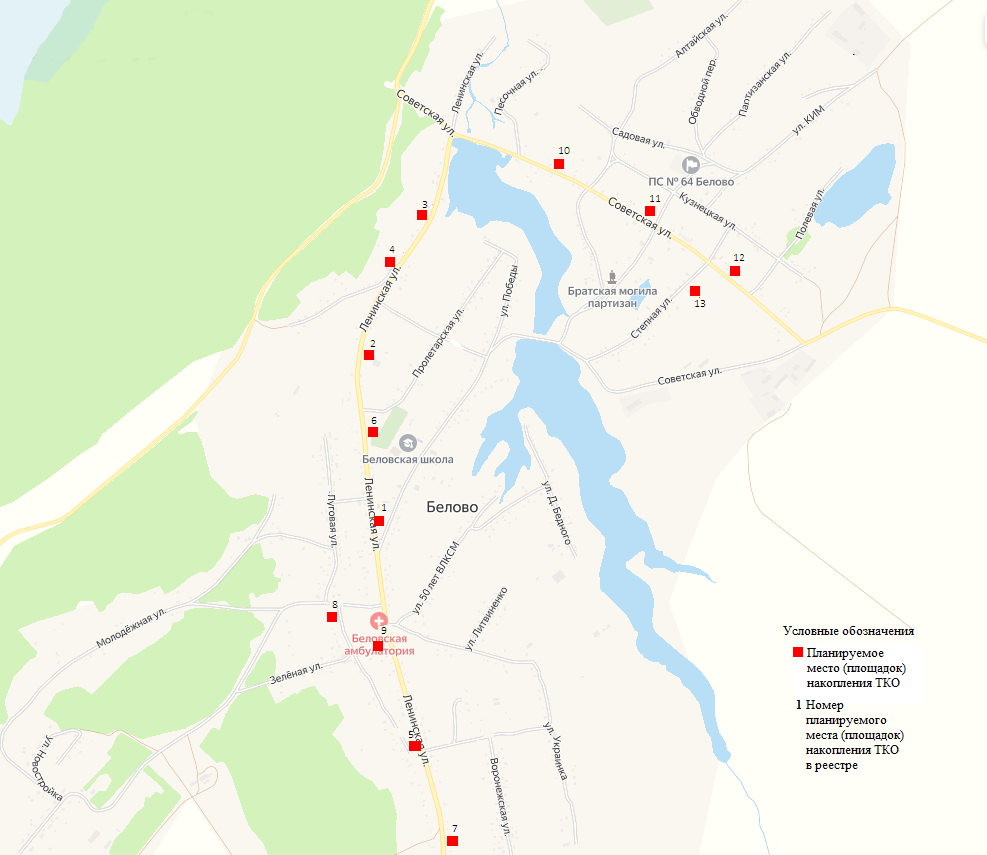 Алтайская ул.
Ленинская ул.
Песочная ул.
Обводной пер.
Партизанская ул.
Советская ул.
ул. КИМ
Садовая ул.
10
ПС № 64 Белово
11
Кузнецкая ул.
Полевая ул.
3
Советская ул.
4
12
Ленинская ул.
ул. Победы
Братская могила
партизан
13
Степная ул.
Пролетарская ул.
2
Советская ул.
6
Беловская школа
Луговая ул.
Ленинская ул.
1
Белово
ул. Д. Бедного
ул. 50 лет ВЛКСМ
ул. Литвиненко
Молодёжная ул.
8
9
Беловская
амбулатория
Зелёная ул.
Ленинская ул.
5
ул. Новостройка
ул. Украинка
Воронежская ул.
7
Условные обозначения
Планируемое
место (площадок)
накопления ТКО
1 Номер
планируемого
места (площадок)
накопления ТКО
в реестре